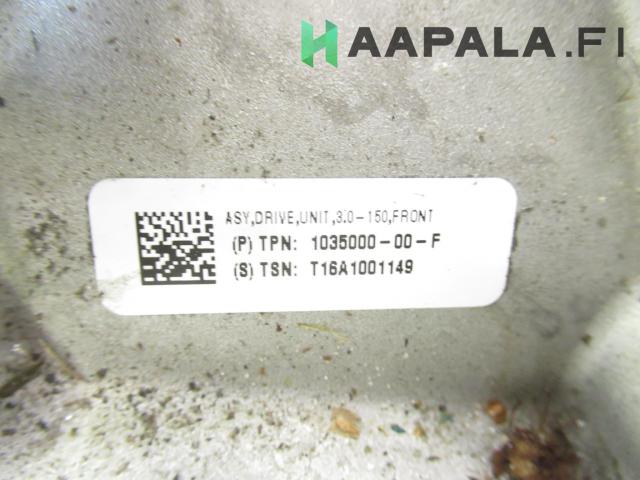 HAAPALA.FI
ASY,DRIVE,UNIT,3.0-150,FRONT
(P) TPN: 1035000-00-F
(S) TSN: T16A1001149